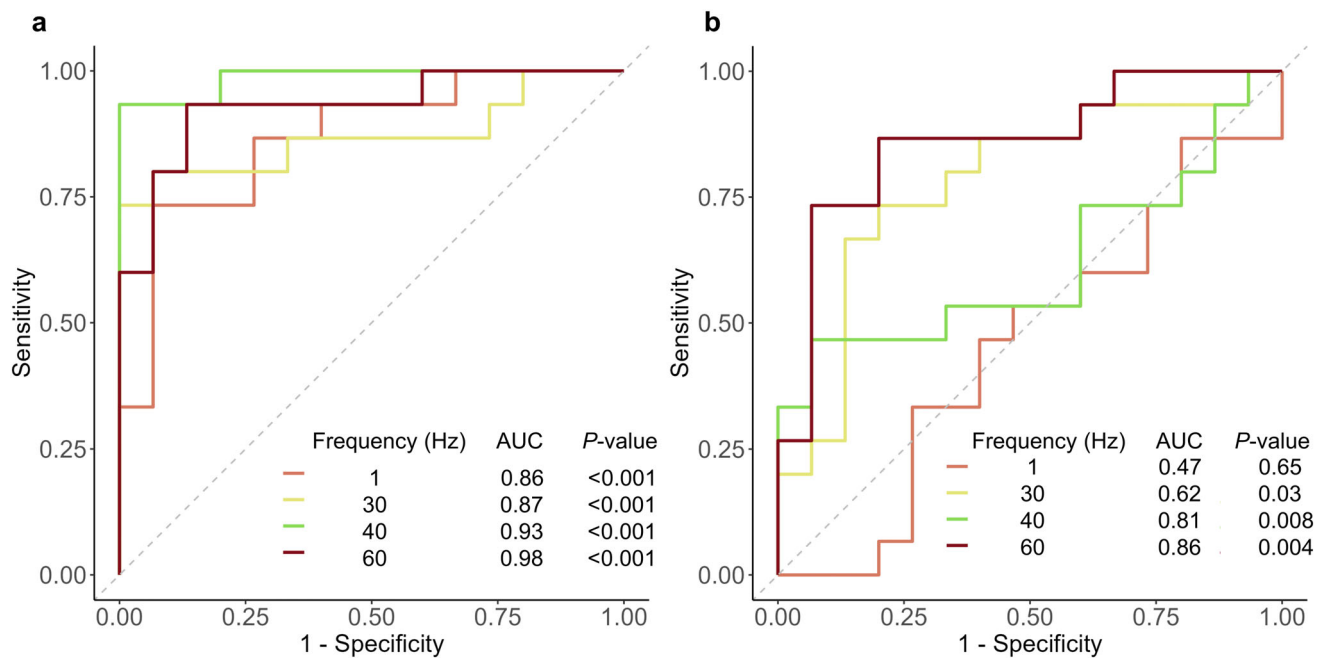 a
Sensitivity
1.00
0.75
0.50
0.25
0.00
0.00 0.25 0.50 0.75 1.00
1 - Specificity
Frequency (Hz) AUC P-value
1 0.86 <0.001
30 0.87 <0.001
40 0.93 <0.001
60 0.98 <0.001
b
Sensitivity
1.00
0.75
0.50
0.25
0.00
0.00 0.25 0.50 0.75 1.00
1 - Specificity
Frequency (Hz) AUC P-value
1 0.47 0.65
30 0.62 0.03
40 0.81 0.008
60 0.86 0.004